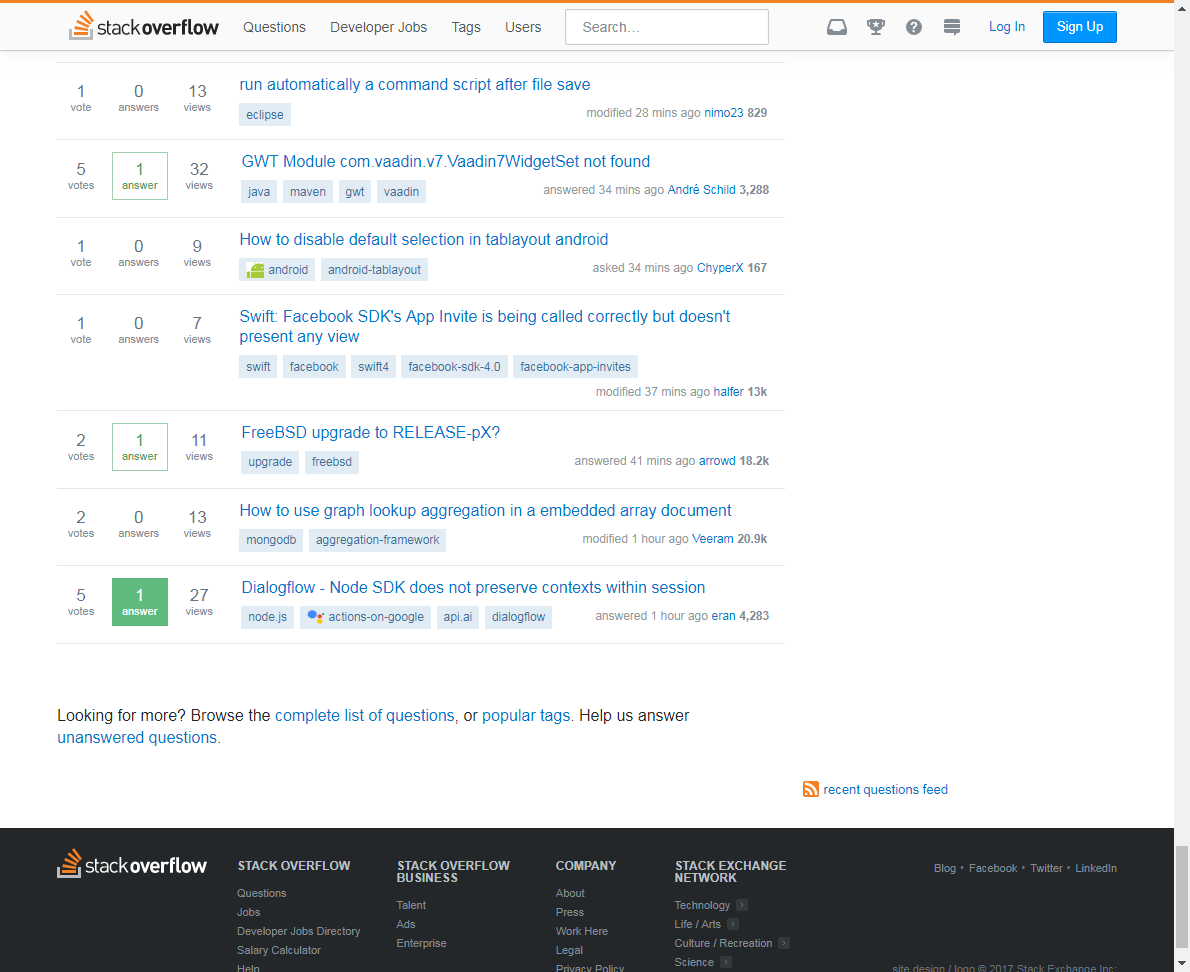 stack overflow Questions Developer Jobs Tags Users Search... Log In Sign Up
1 0 13 run automatically a command script after file save
vote answers views eclipse modified 28 mins ago nimo23 829
5 1 32 GWT Module com.vaadin.v7.Vaadin7WidgetSet not found
votes answer views java maven gwt vaadin answered 34 mins ago André Schild 3,288
1 0 9 How to disable default selection in tablayout android
vote answers views android android-tablayout asked 34 mins ago ChyperX 167
1 0 7 Swift: Facebook SDK's App Invite is being called correctly but doesn't
vote answers views present any view
swift facebook swift4 facebook-sdk-4.0 facebook-app-invites
modified 37 mins ago halfer 13k
2 1 11 FreeBSD upgrade to RELEASE-pX?
votes answer views upgrade freebsd answered 41 mins ago arrowd 18.2k
2 0 13 How to use graph lookup aggregation in a embedded array document
votes answers views mongodb aggregation-framework modified 1 hour ago Veeram 20.9k
5 1 27 Dialogflow - Node SDK does not preserve contexts within session
votes answer views node.js actions-on-google api.ai dialogflow answered 1 hour ago eran 4,283
Looking for more? Browse the complete list of questions, or popular tags. Help us answer
unanswered questions.
recent questions feed
stack overflow
STACK OVERFLOW
Questions
Jobs
Developer Jobs Directory
Salary Calculator
Help
STACK OVERFLOW
BUSINESS
Talent
Ads
Enterprise
COMPANY
About
Press
Work Here
Legal
Privacy Policy
STACK EXCHANGE
NETWORK
Technology
Life / Arts
Culture / Recreation
Science
Blog • Facebook • Twitter • LinkedIn
site design / logo © 2017 Stack Exchange Inc;